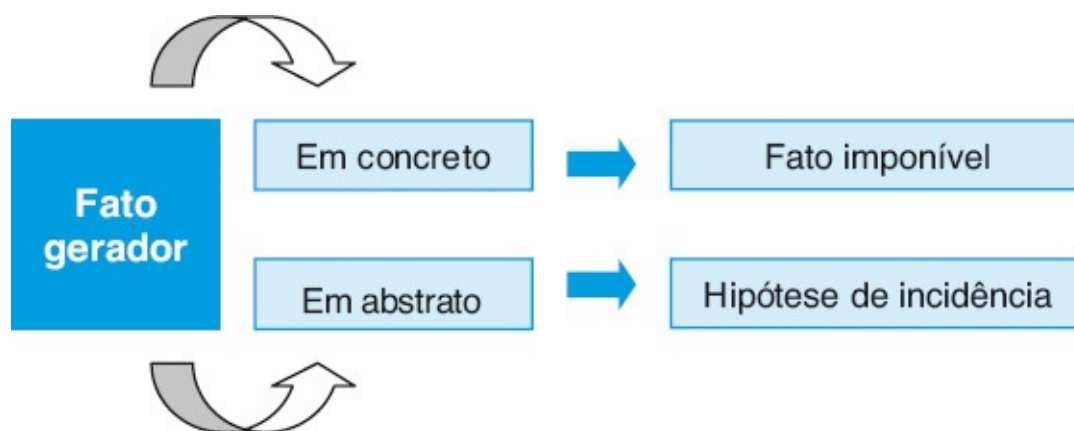 Fato
gerador
Em concreto
Fato imponível
Em abstrato
Hipótese de incidência